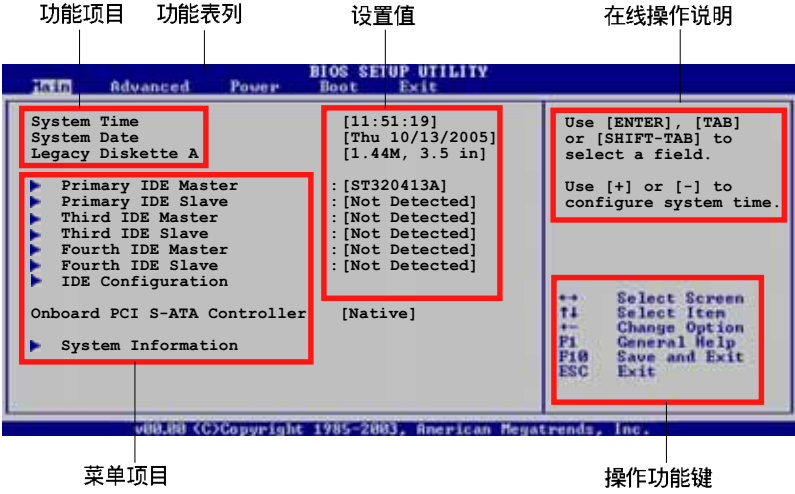 功能项目 功能表列 设置值 在线操作说明
BIOS SETUP UTILITY
Main Advanced Power Boot Exit
System Time [11:51:19]
System Date [Thu 10/13/2005]
Legacy Diskette A [1.44M, 3.5 in]
Primary IDE Master :[ST320413A]
Primary IDE Slave :[Not Detected]
Third IDE Master :[Not Detected]
Third IDE Slave :[Not Detected]
Fourth IDE Master :[Not Detected]
Fourth IDE Slave :[Not Detected]
IDE Configuration
Onboard PCI S-ATA Controller [Native]
System Information
Use [ENTER], [TAB]
or [SHIFT-TAB] to
select a field.
Use [+] or [-] to
configure system time.
←→ Select Screen
↑↓ Select Item
+- Change Option
F1 General Help
F10 Save and Exit
ESC Exit
v00.00 (C)Copyright 1985-2003, American Megatrends, Inc.
菜单项目 操作功能键